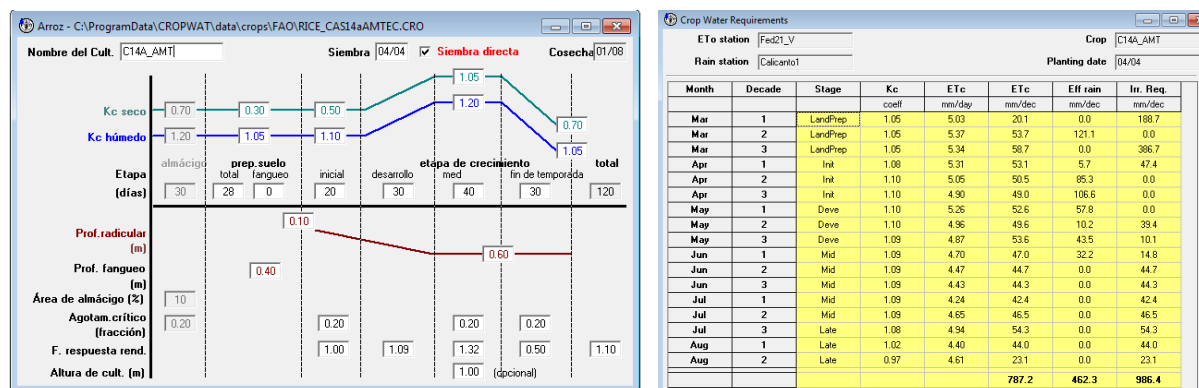 Arroz - C:\ProgramData\CROPWAT\data\crops\FAO\RICE_CAS14aAMTEC.CRO
Nombre del Cult. C14A_AMT Siembra 04/04 Siembra directa Cosecha 01/08
1.05
Kc seco 0.70 0.30 0.50
1.20
0.70
Kc húmedo 1.20 1.05 1.10
1.05
almácigo prep.suelo etapa de crecimiento total
Etapa total fangueo inicial desarrollo med fin de temporada
(días) 30 28 0 20 30 40 30 120
0.10
Prof.radicular
(m)
0.60
Prof. fangueo
(m)
0.40
Área de almácigo (%) 10
Agotam.crítico
(fracción)
0.20 0.20 0.20 0.20
F. respuesta rend. 1.00 1.09 1.32 0.50 1.10
Altura de cult. (m) 1.00 (opcional)
Crop Water Requirements
ETo station Fed21_V Crop C14A_AMT
Rain station Calicanto1 Planting date 04/04
Month Decade Stage Kc ETc ETc Eff rain Irr. Req.
coeff mm/day mm/dec mm/dec mm/dec
Mar 1 LandPrep 1.05 5.03 20.1 0.0 188.7
Mar 2 LandPrep 1.05 5.37 53.7 121.1 0.0
Mar 3 LandPrep 1.05 5.34 58.7 0.0 386.7
Apr 1 Init 1.08 5.31 53.1 5.7 47.4
Apr 2 Init 1.10 5.05 50.5 85.3 0.0
Apr 3 Init 1.10 4.90 49.0 106.6 0.0
May 1 Deve 1.10 5.26 52.6 57.8 0.0
May 2 Deve 1.10 4.96 49.6 10.2 39.4
May 3 Deve 1.09 4.87 53.6 43.5 10.1
Jun 1 Mid 1.09 4.70 47.0 32.2 14.8
Jun 2 Mid 1.09 4.47 44.7 0.0 44.7
Jun 3 Mid 1.09 4.43 44.3 0.0 44.3
Jul 1 Mid 1.09 4.24 42.4 0.0 42.4
Jul 2 Mid 1.09 4.65 46.5 0.0 46.5
Jul 3 Late 1.08 4.94 54.3 0.0 54.3
Aug 1 Late 1.02 4.40 44.0 0.0 44.0
Aug 2 Late 0.97 4.61 23.1 0.0 23.1
787.2 462.3 986.4